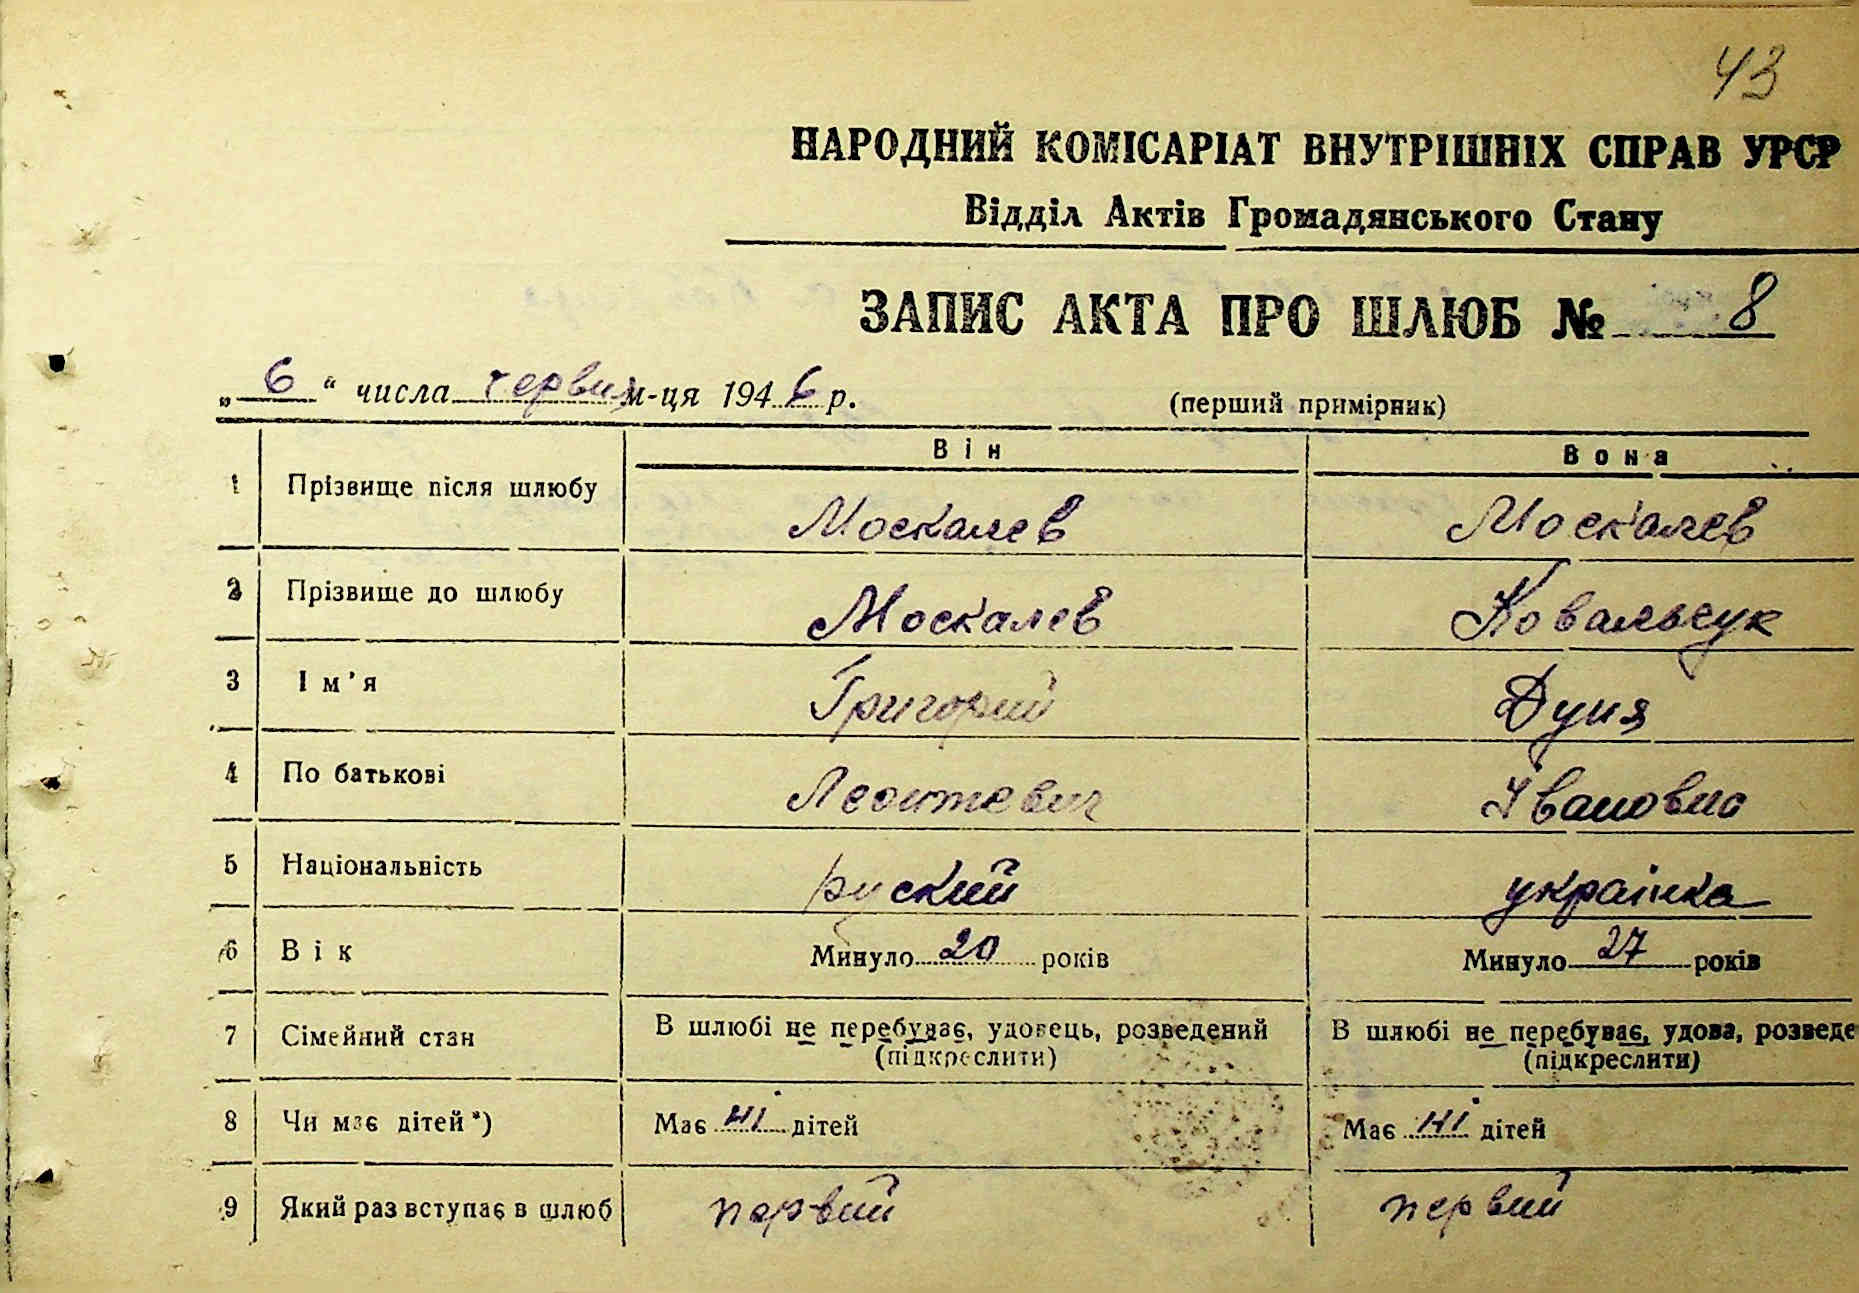 43
НАРОДНИЙ КОМІСАРІАТ ВНУТРІШНІХ СПРАВ УРСР
Відділ Актів Громадянського Стану
ЗАПИС АКТА ПРО ШЛЮБ № 8
„6“ числа червня м-ця 1946 р. (перший примірник)
Він Вона
1 Прізвище після шлюбу Москалев Москалев
2 Прізвище до шлюбу Москалев Ковальчук
3 Ім'я Григорий Дуня
4 По батькові Леонтевич Івановна
5 Національність руский українка
6 Вік Минуло 20 років Минуло 27 років
7 Сімейний стан В шлюбі не перебуває, удовець, розведений В шлюбі не перебуває, удова, розведе
(підкреслити) (підкреслити)
8 Чи має дітей*) Має ні дітей Має ні дітей
9 Який раз вступає в шлюб первий первий